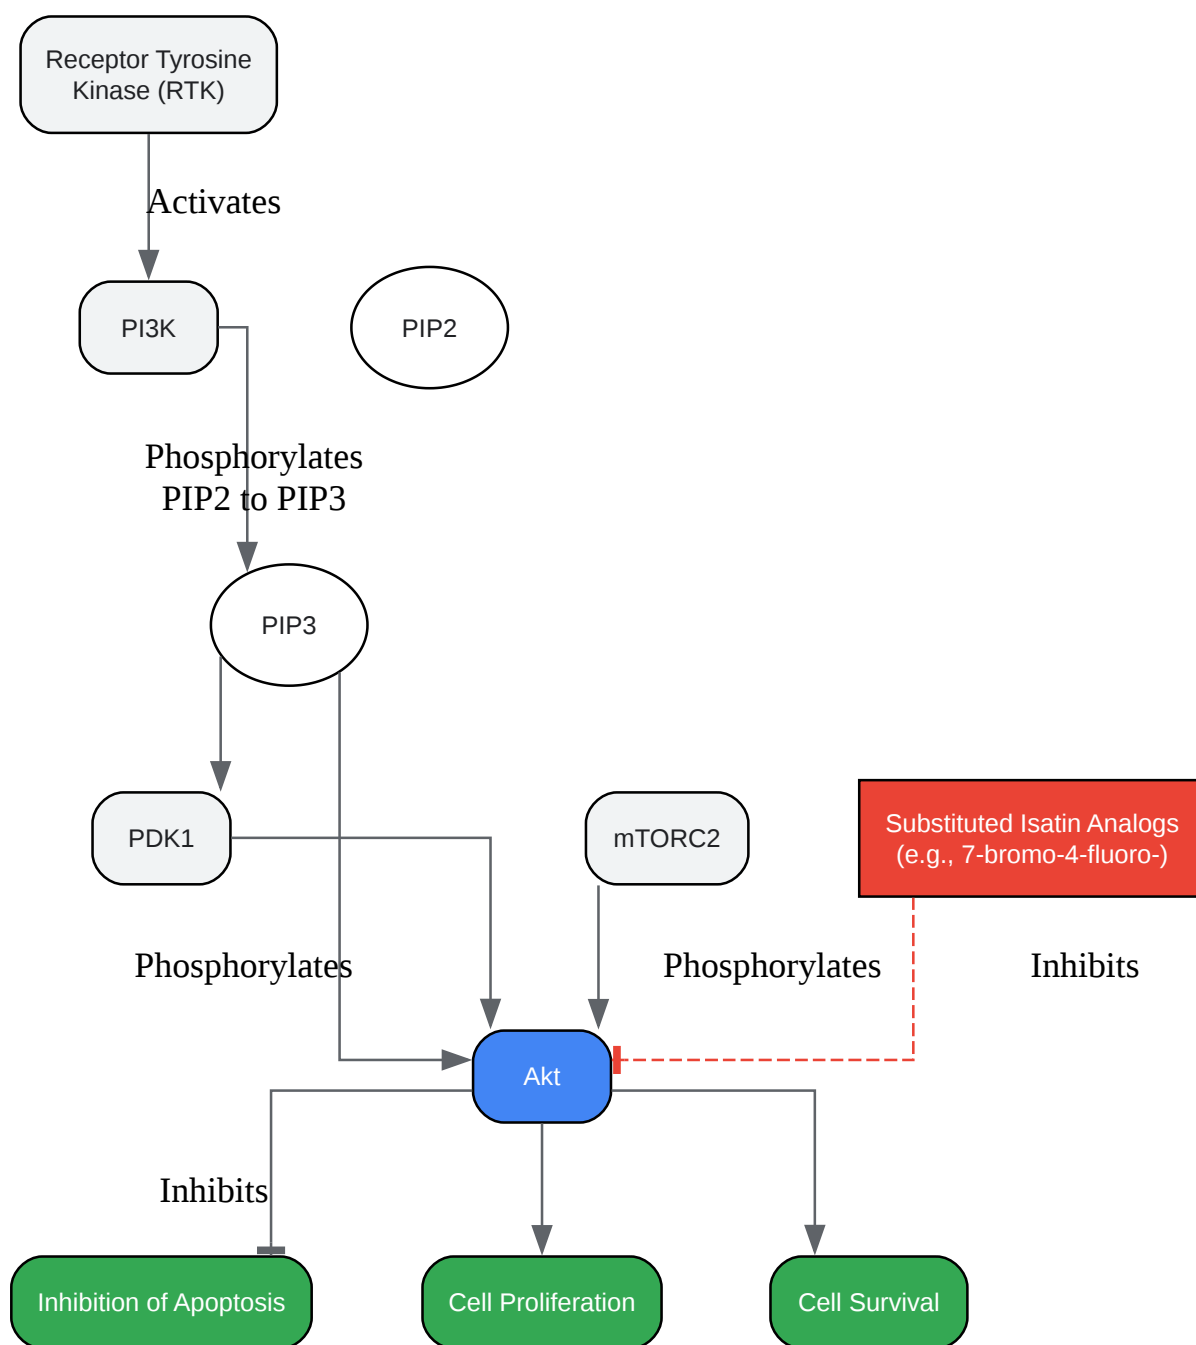 Receptor Tyrosine
Kinase (RTK)
Activates
PI3K
PIP2
Phosphorylates
PIP2 to PIP3
PIP3
PDK1
mTORC2
Substituted Isatin Analogs
(e.g., 7-bromo-4-fluoro-)
Phosphorylates
Phosphorylates
Inhibits
Akt
Inhibits
Inhibition of Apoptosis
Cell Proliferation
Cell Survival